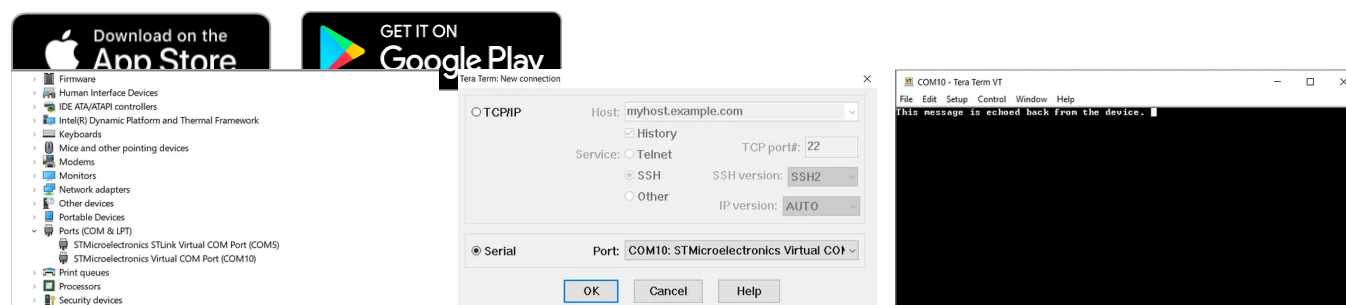 Download on the
App Store
GET IT ON
Google Play
Firmware
Human Interface Devices
IDE ATA/ATAPI controllers
Intel(R) Dynamic Platform and Thermal Framework
Keyboards
Mice and other pointing devices
Modems
Monitors
Network adapters
Other devices
Portable Devices
Ports (COM & LPT)
STMicroelectronics STLink Virtual COM Port (COM5)
STMicroelectronics Virtual COM Port (COM10)
Print queues
Processors
Security devices
Tera Term: New connection
TCP/IP
Host: myhost.example.com
History
Service: Telnet TCP port#: 22
SSH SSH version: SSH2
Other
IP version: AUTO
Serial Port: COM10: STMicroelectronics Virtual COM
OK Cancel Help
COM10 - Tera Term VT
File Edit Setup Control Window Help
This message is echoed back from the device.